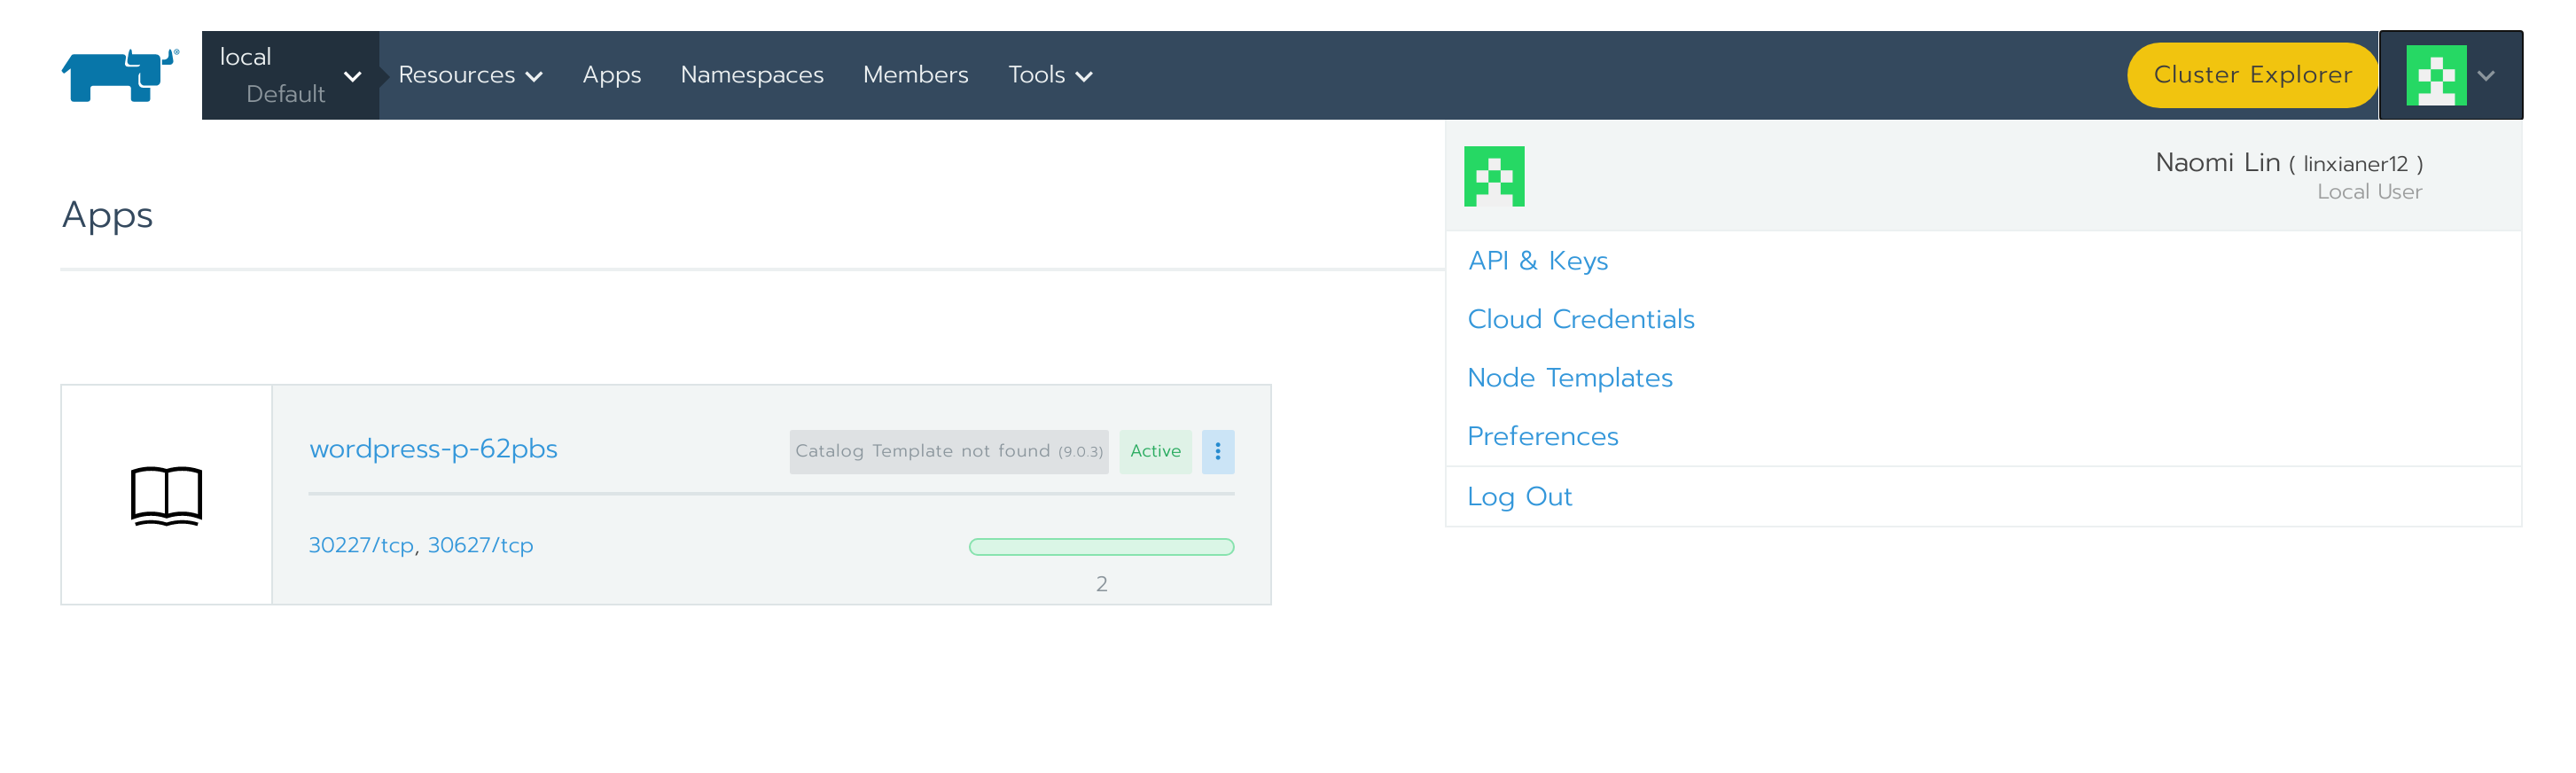 local
Default
Resources
Apps
Namespaces
Members
Tools
Cluster Explorer
Naomi Lin ( linxianer12 )
Local User
Apps
API & Keys
Cloud Credentials
Node Templates
Preferences
Log Out
wordpress-p-62pbs
Catalog Template not found (9.0.3)
Active
30227/tcp, 30627/tcp
2